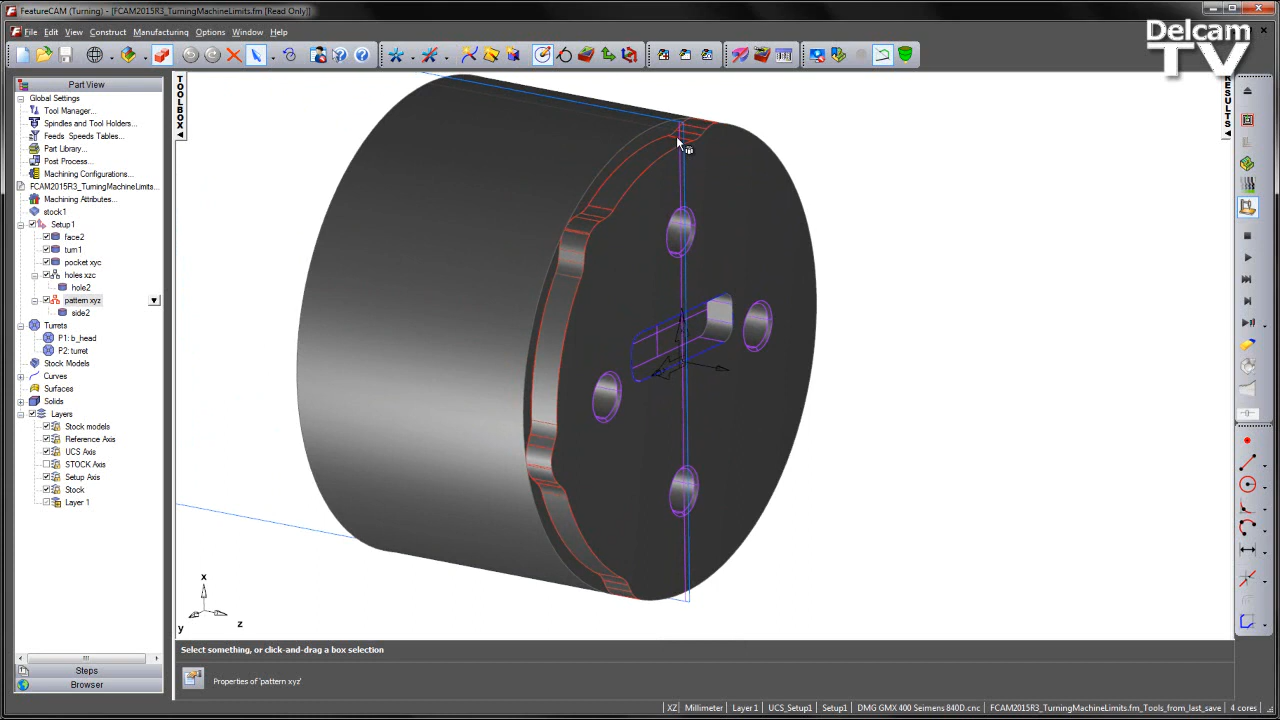 FeatureCAM (Turning) - [FCAM2015R3_TurningMachineLimits.fm [Read Only]]
File Edit View Construct Manufacturing Options Window Help
Delcam
TV
Part View
Global Settings
Tool Manager...
Spindles and Tool Holders...
Feeds Speeds Tables...
Part Library...
Post Process...
Machining Configurations...
FCAM2015R3_TurningMachineLimits...
Machining Attributes...
stock1
Setup1
face2
turn1
pocket xyc
holes xzc
hole2
pattern xyz
side2
Turrets
P1: b_head
P2: turret
Stock Models
Curves
Surfaces
Solids
Layers
Stock models
Reference Axis
UCS Axis
STOCK Axis
Setup Axis
Stock
Layer 1
Steps
Browser
TOOLBOX
RESULTS
x
y
z
Select something, or click-and-drag a box selection
Properties of 'pattern xyz'
XZ Millimeter Layer 1 UCS_Setup1 Setup1 DMG GMX 400 Seimens 840D.cnc FCAM2015R3_TurningMachineLimits.fm_Tools_from_last_save 4 cores